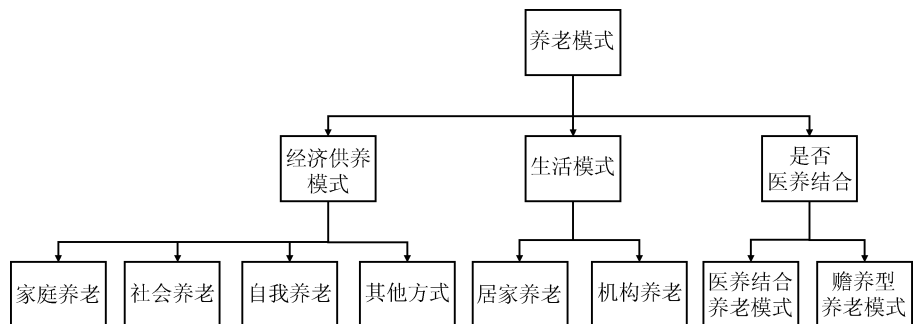 养老模式
经济供养
模式
生活模式
是否
医养结合
家庭养老
社会养老
自我养老
其他方式
居家养老
机构养老
医养结合
养老模式
赡养型
养老模式